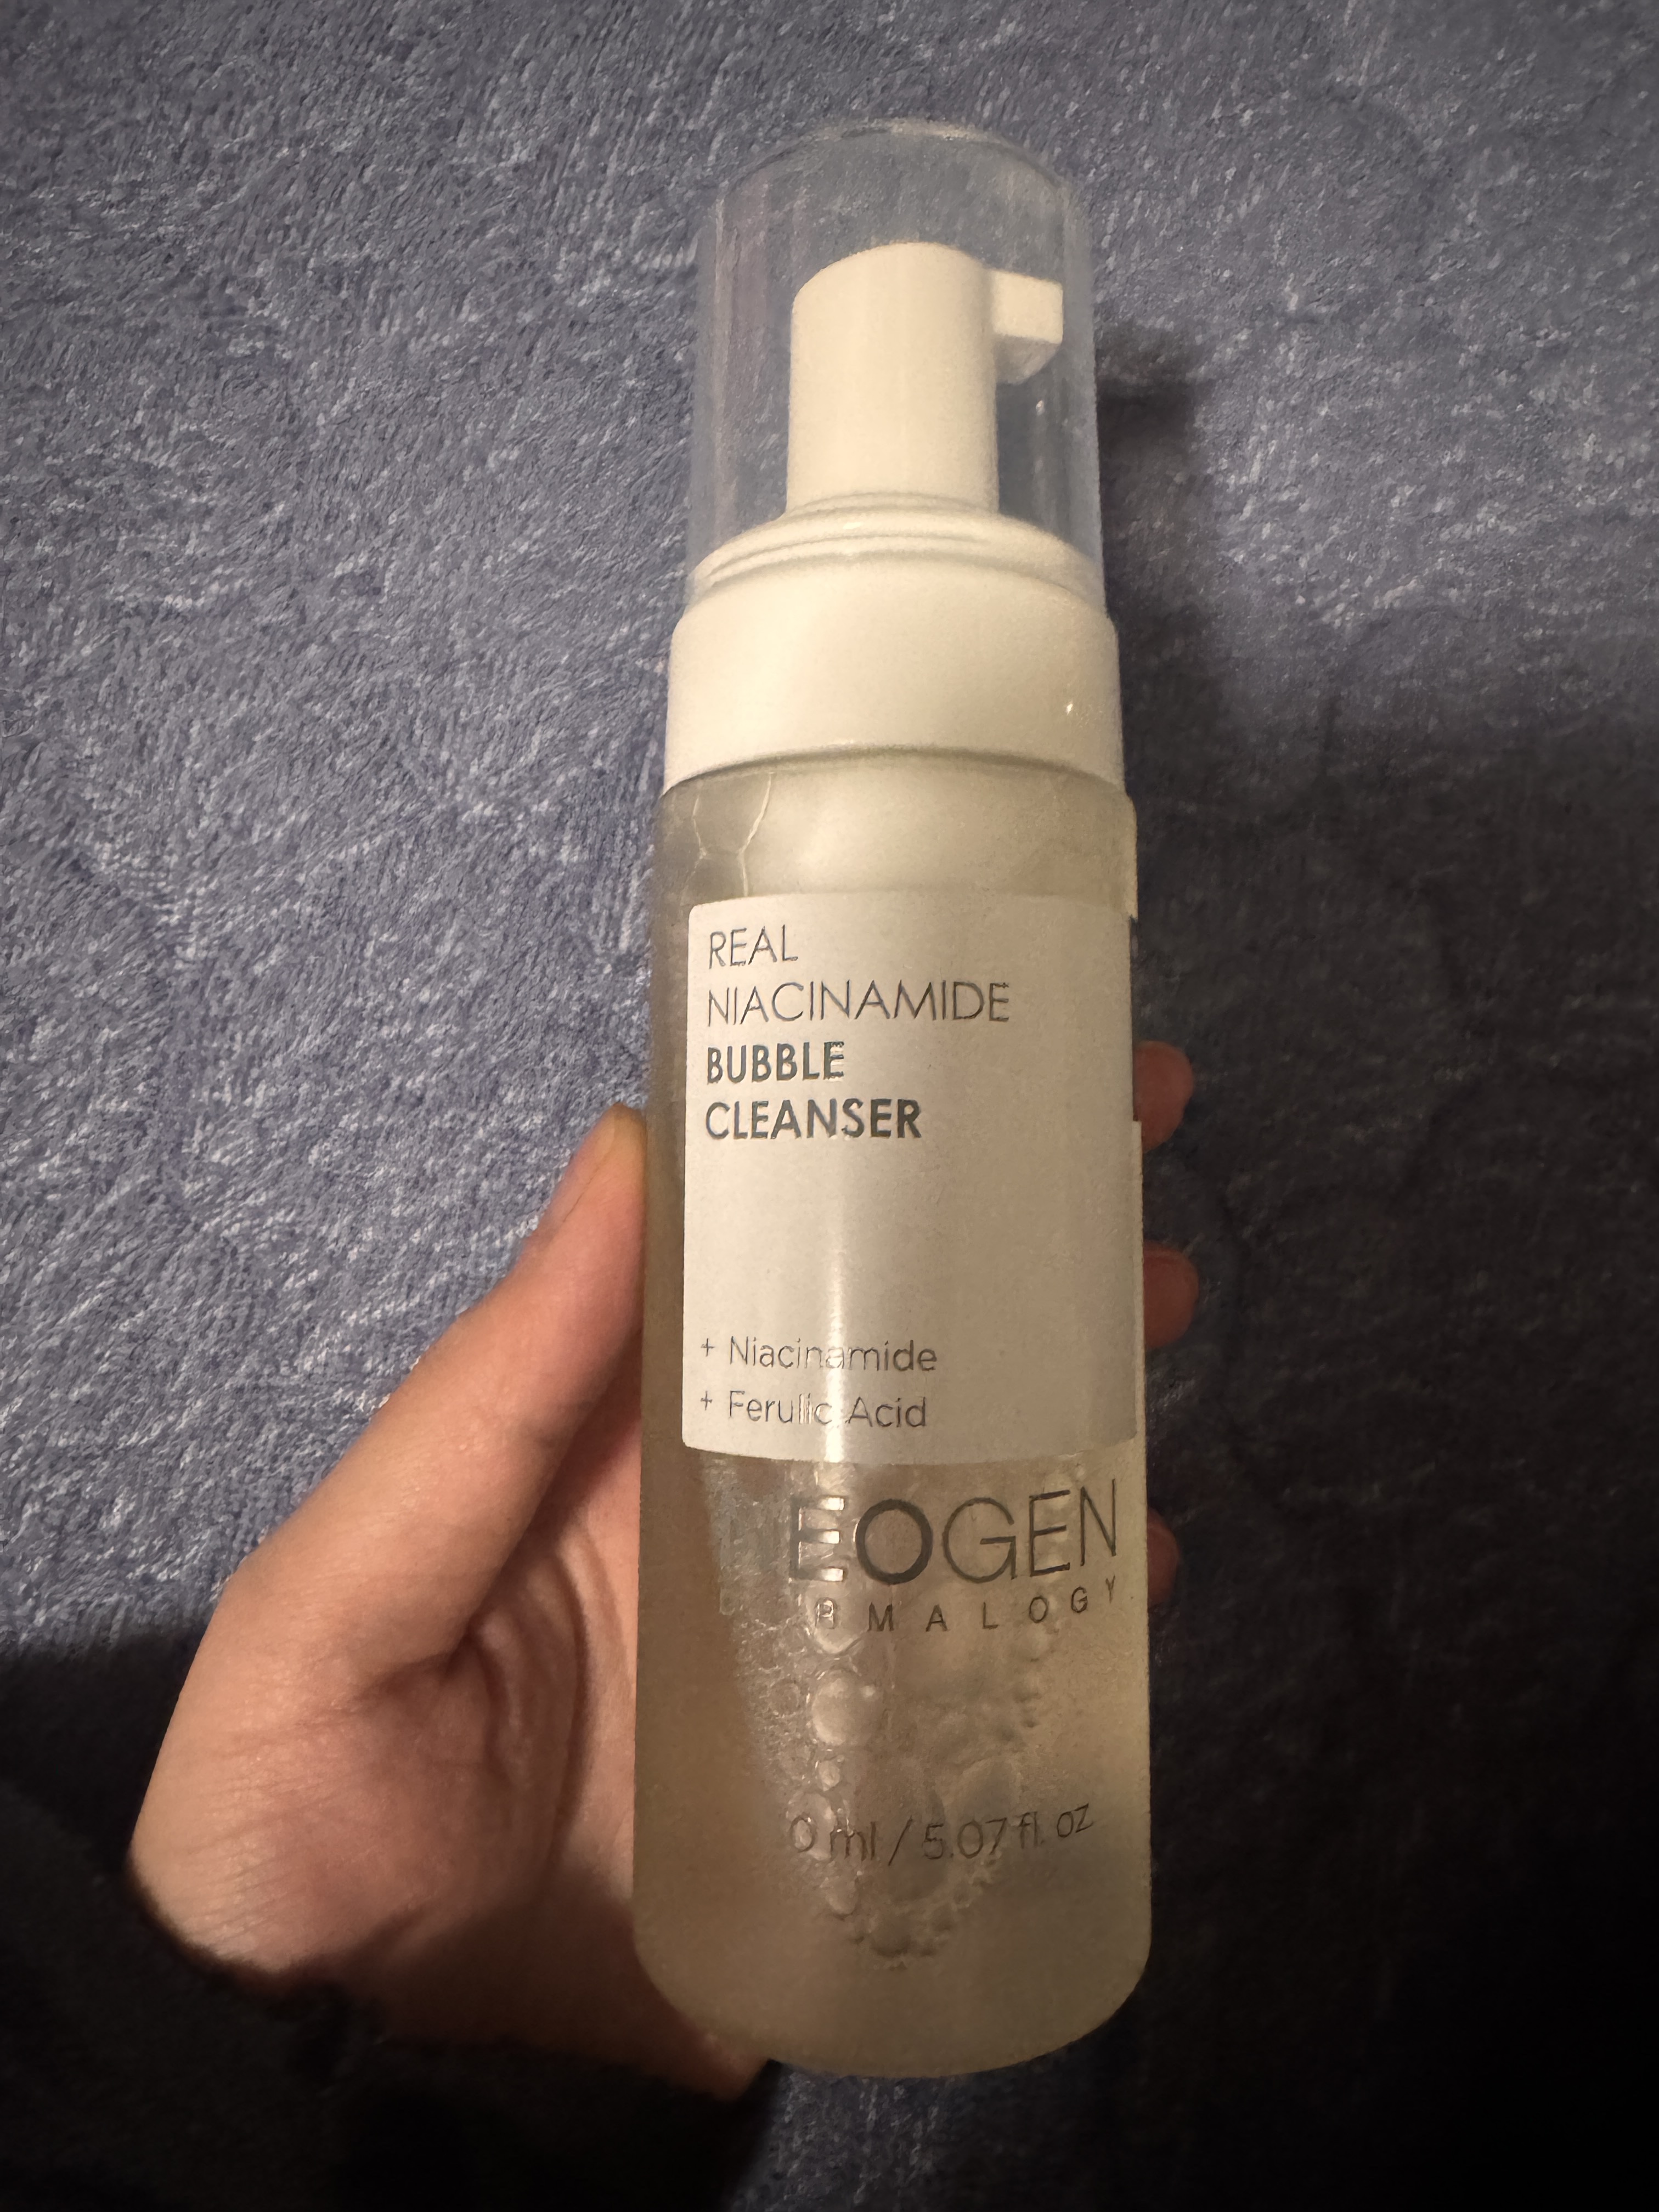 REAL
NIACINAMIDE
BUBBLE
CLEANSER
+ Niacinamide
+ Ferulic Acid
EOGEN
RMALOGY
0 ml / 5.07 fl. oz